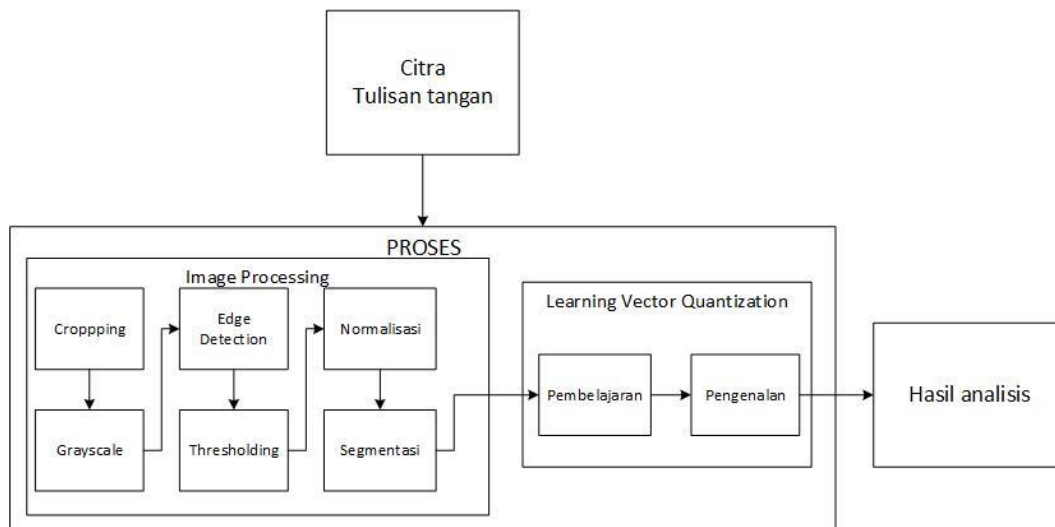 Citra
Tulisan tangan
PROSES
Image Processing
Croppping
Grayscale
Edge
Detection
Thresholding
Normalisasi
Segmentasi
Learning Vector Quantization
Pembelajaran
Pengenalan
Hasil analisis